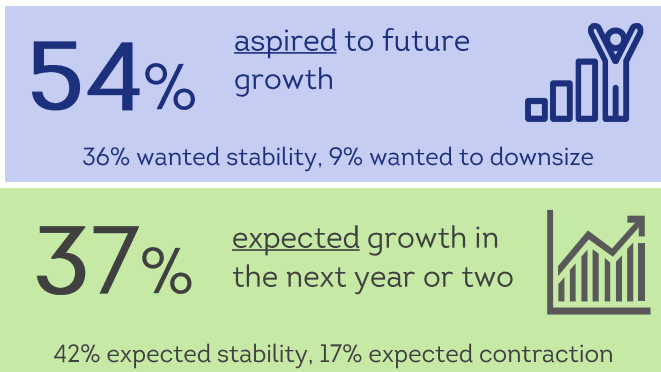 54%
aspired to future
growth
36% wanted stability, 9% wanted to downsize
37%
expected growth in
the next year or two
42% expected stability, 17% expected contraction